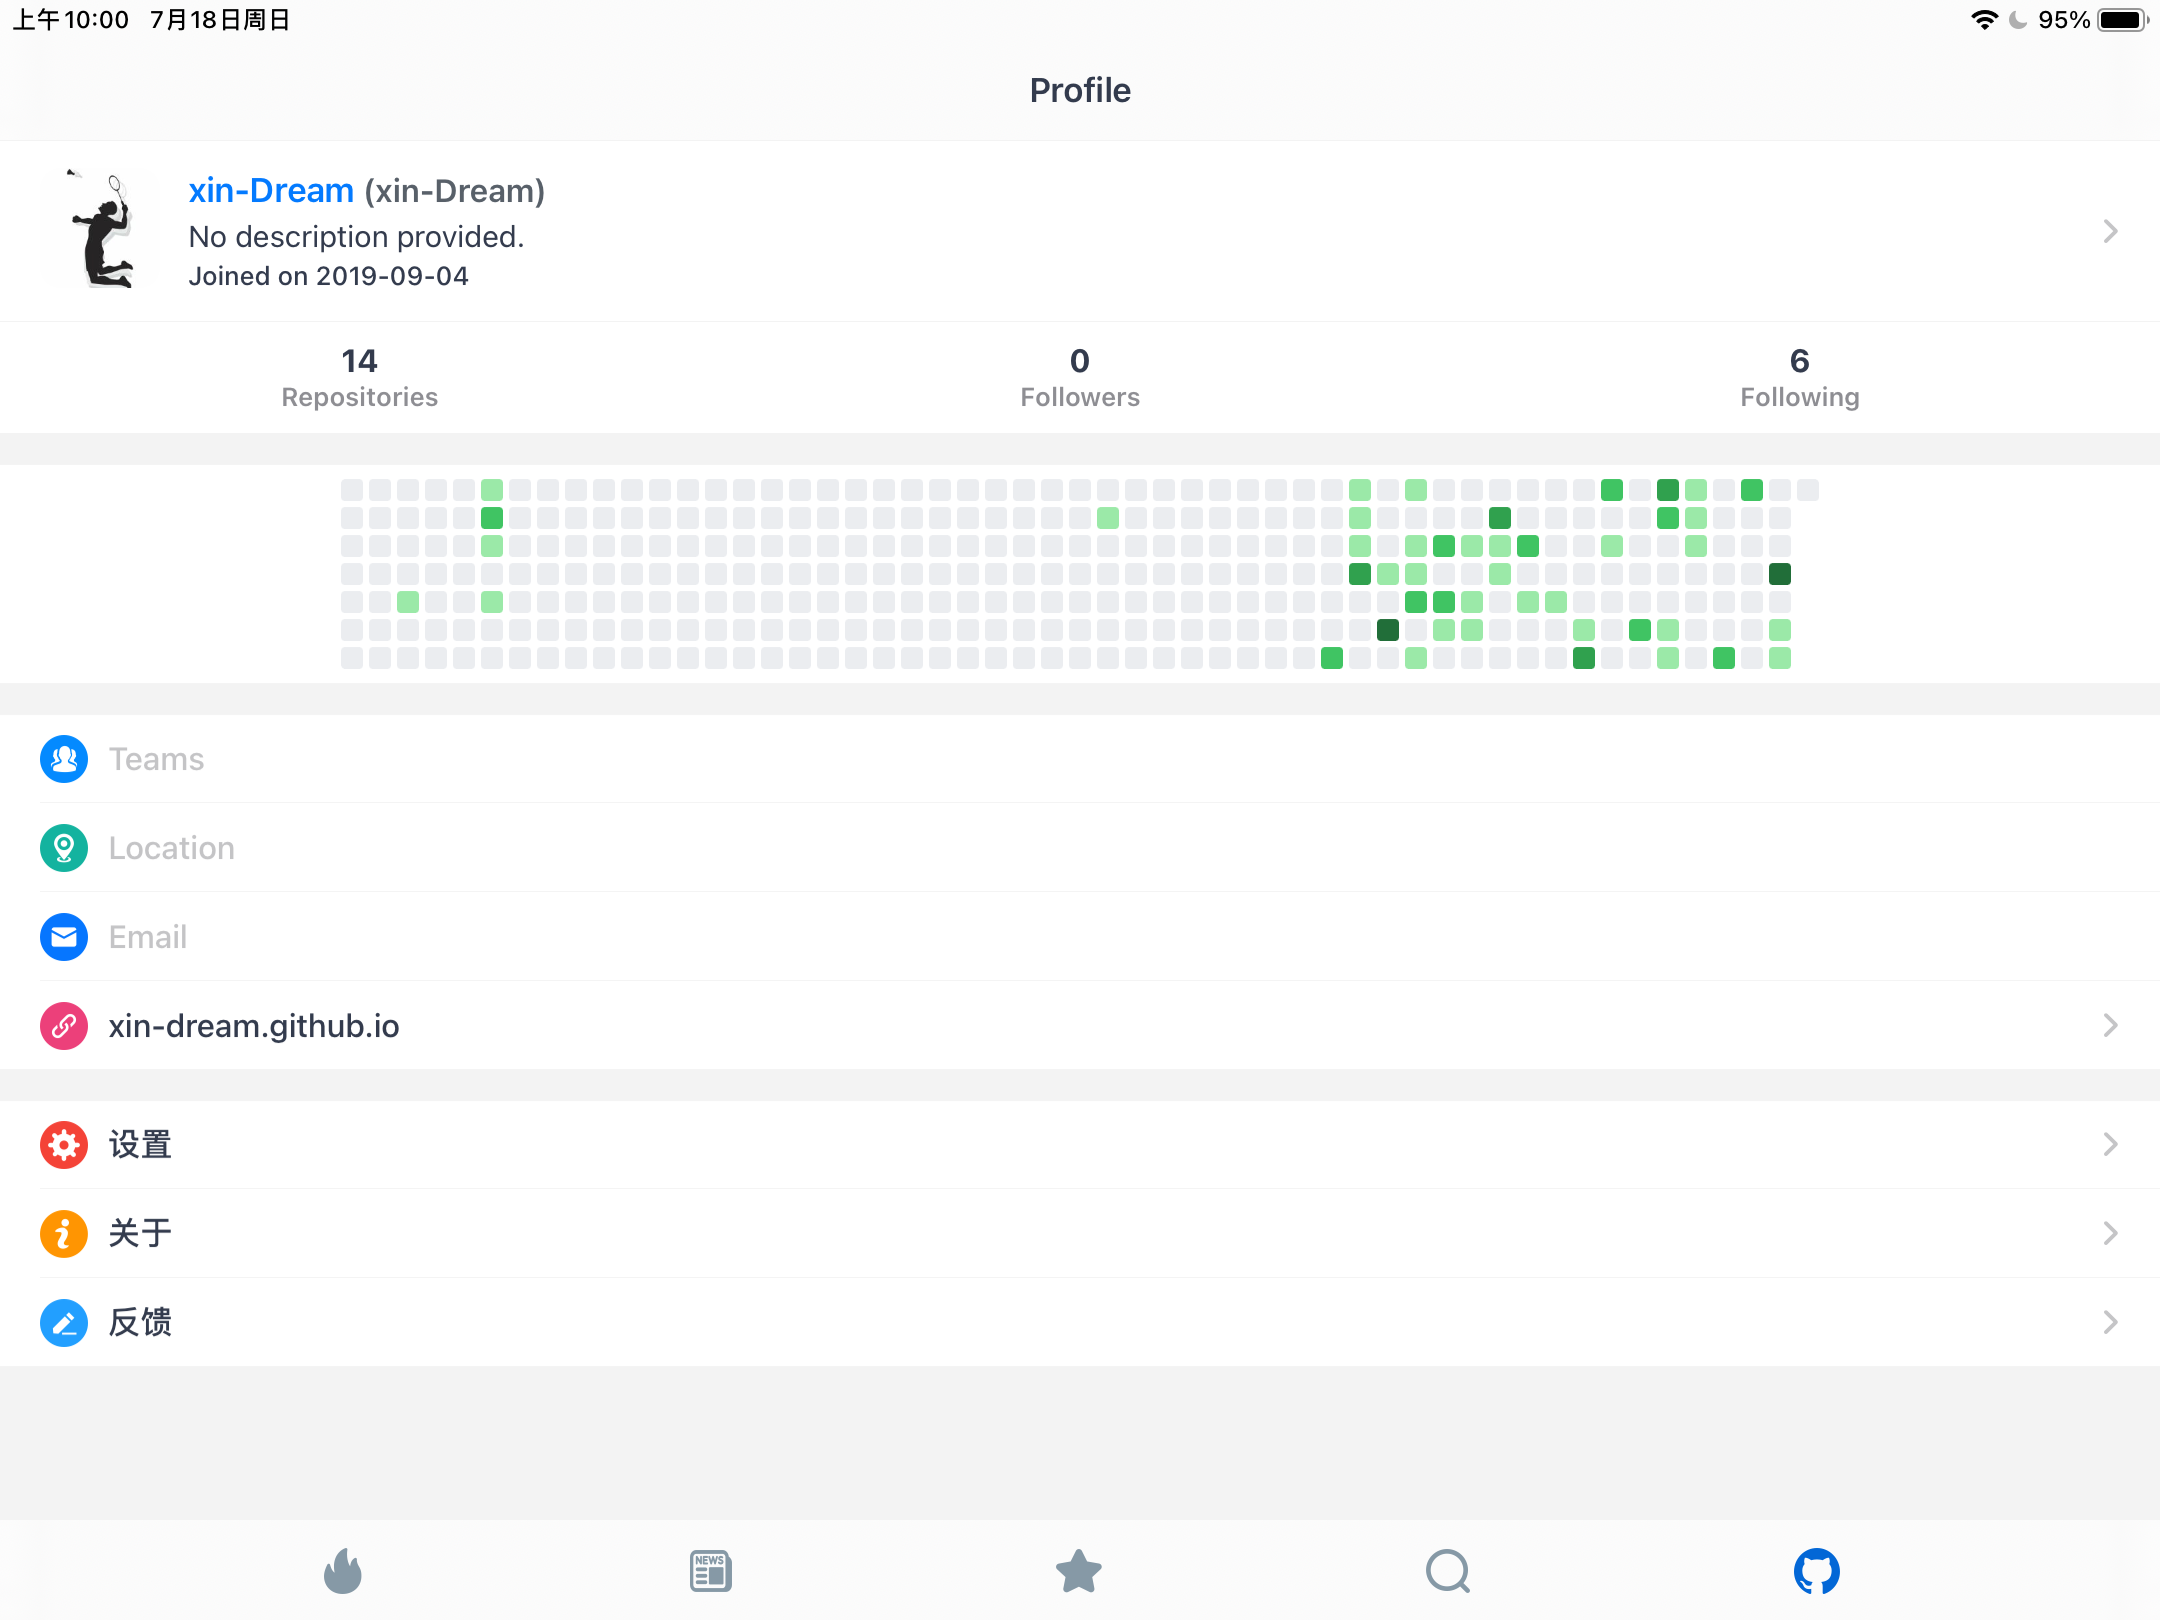 上午10:00 7月18日周日
95%
Profile
xin-Dream (xin-Dream)
No description provided.
Joined on 2019-09-04
14
Repositories
0
Followers
6
Following
Teams
Location
Email
xin-dream.github.io
设置
关于
反馈
NEWS